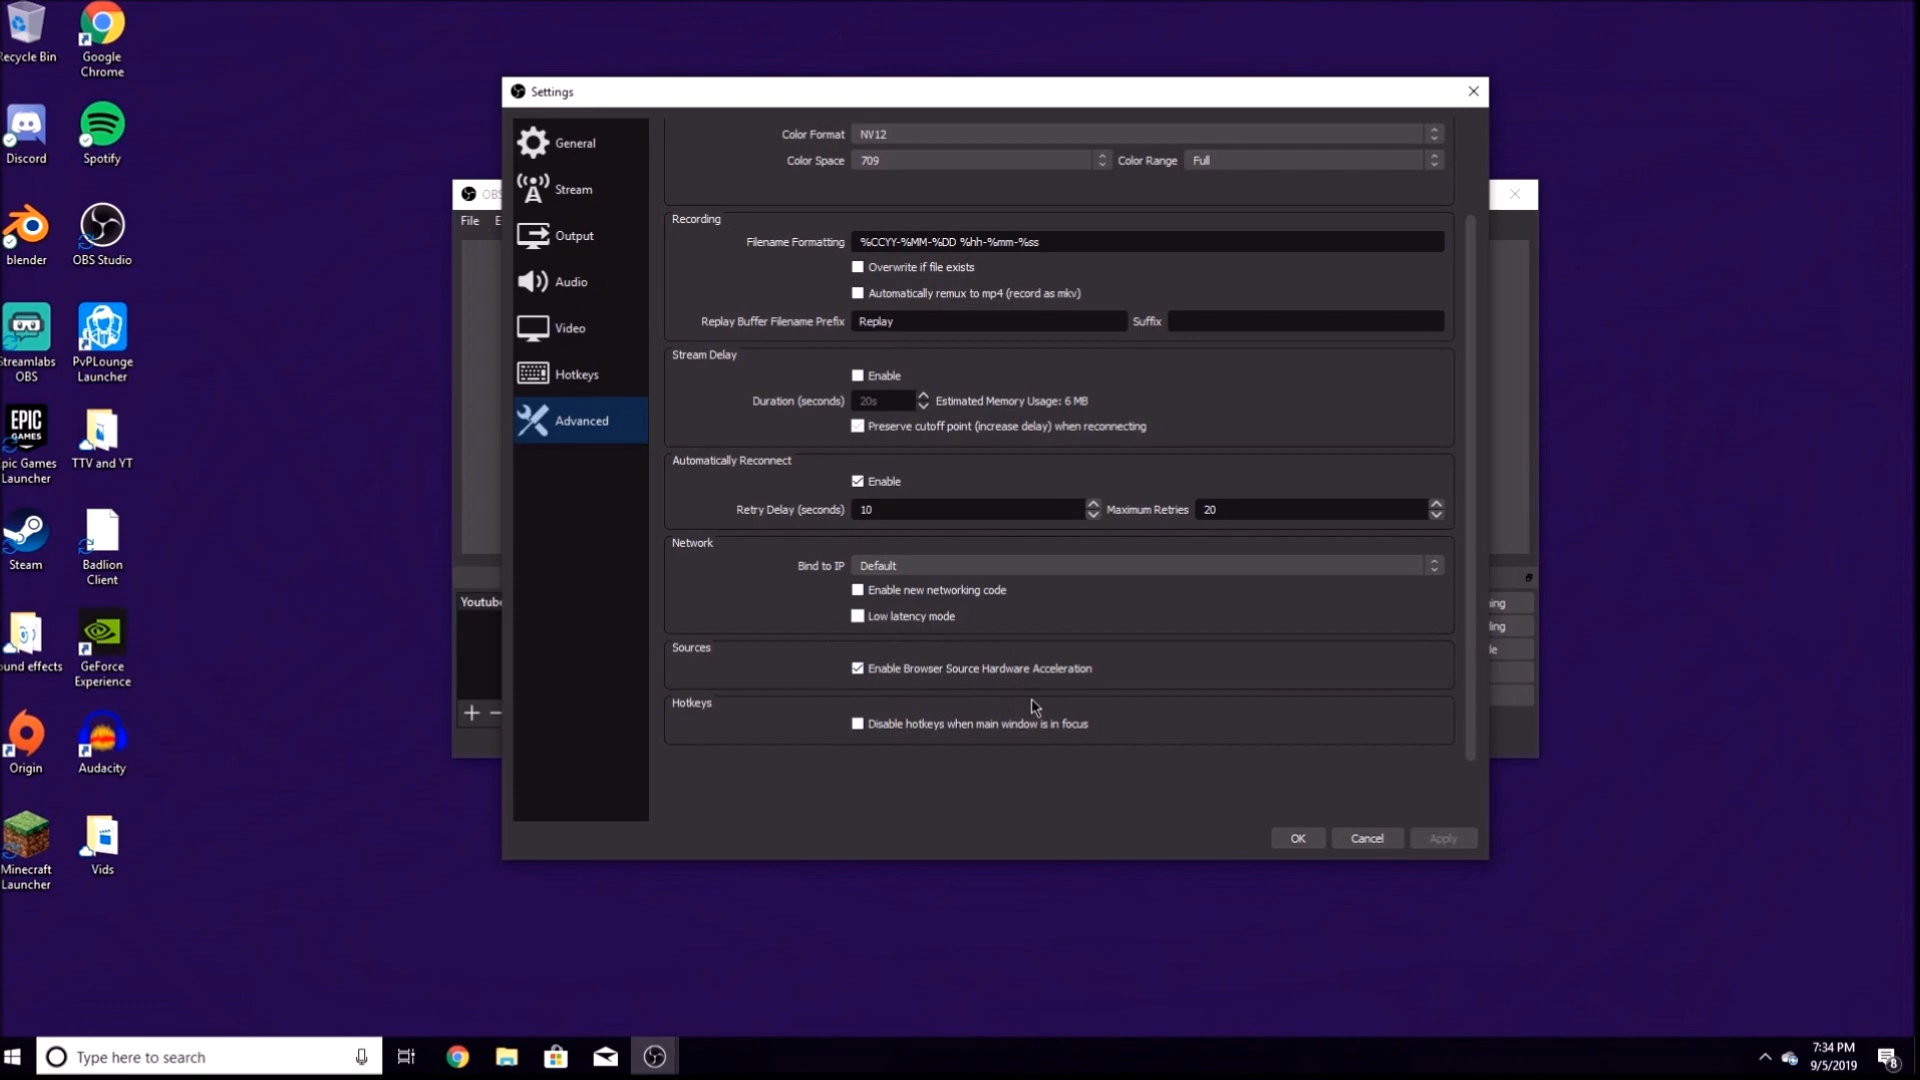 Recycle Bin
Google
Chrome
Discord
Spotify
blender
OBS Studio
Streamlabs
OBS
PvPLounge
Launcher
EPIC
GAMES
Epic Games
Launcher
TTV and YT
Steam
Badlion
Client
sound effects
GeForce
Experience
Origin
Audacity
Minecraft
Launcher
Vids
OBS
File E
Youtube
Settings
General
Stream
Output
Audio
Video
Hotkeys
Advanced
Color Format NV12
Color Space 709 Color Range Full
Recording
Filename Formatting %CCYY-%MM-%DD %hh-%mm-%ss
Overwrite if file exists
Automatically remux to mp4 (record as mkv)
Replay Buffer Filename Prefix Replay Suffix
Stream Delay
Enable
Duration (seconds) 20s Estimated Memory Usage: 6 MB
Preserve cutoff point (increase delay) when reconnecting
Automatically Reconnect
Enable
Retry Delay (seconds) 10 Maximum Retries 20
Network
Bind to IP Default
Enable new networking code
Low latency mode
Sources
Enable Browser Source Hardware Acceleration
Hotkeys
Disable hotkeys when main window is in focus
OK Cancel Apply
Type here to search
7:34 PM
9/5/2019
8